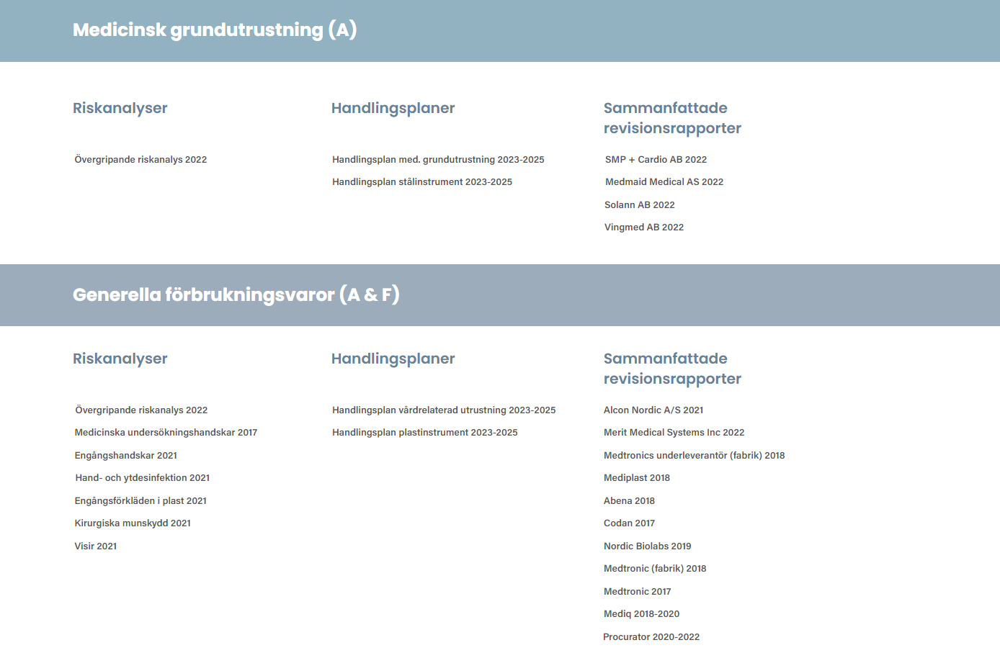 Medicinsk grundutrustning (A)
Riskanalyser
Övergripande riskanalys 2022
Handlingsplaner
Handlingsplan med. grundutrustning 2023-2025
Handlingsplan stålinstrument 2023-2025
Sammanfattade
revisionsrapporter
SMP + Cardio AB 2022
Medmaid Medical AS 2022
Solann AB 2022
Vingmed AB 2022
Generella förbrukningsvaror (A & F)
Riskanalyser
Övergripande riskanalys 2022
Medicinska undersökningshandskar 2017
Engångshandskar 2021
Hand- och ytdesinfektion 2021
Engångsförkläden i plast 2021
Kirurgiska munskydd 2021
Visir 2021
Handlingsplaner
Handlingsplan vårdrelaterad utrustning 2023-2025
Handlingsplan plastinstrument 2023-2025
Sammanfattade
revisionsrapporter
Alcon Nordic A/S 2021
Merit Medical Systems Inc 2022
Medtronics underleverantör (fabrik) 2018
Mediplast 2018
Abena 2018
Codan 2017
Nordic Biolabs 2019
Medtronic (fabrik) 2018
Medtronic 2017
Mediq 2018-2020
Procurator 2020-2022